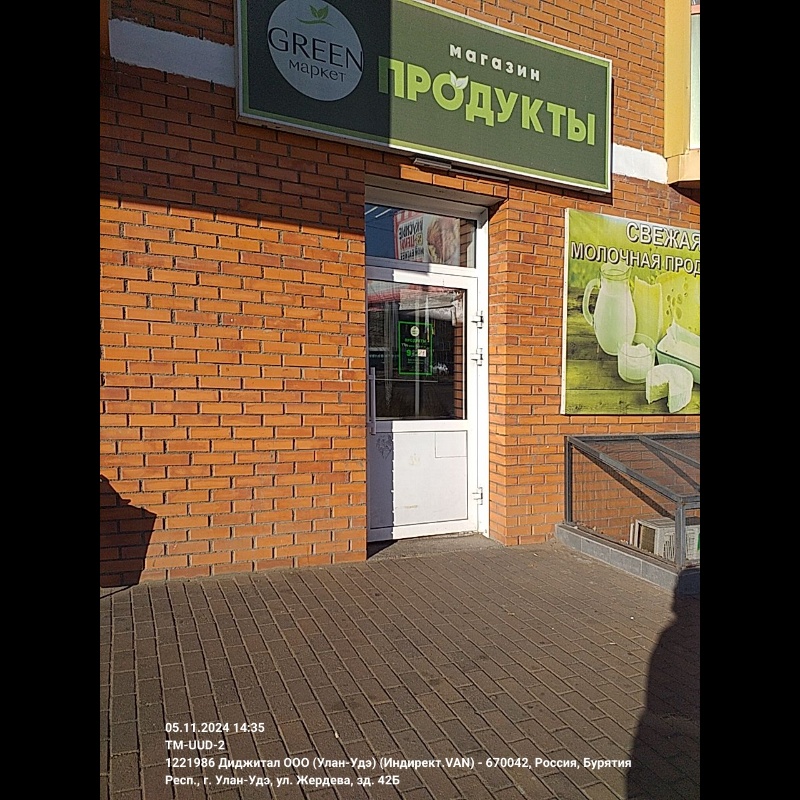 GREEN
маркет
магазин
ПРОДУКТЫ
СВЕЖАЯ
МОЛОЧНАЯ ПРОД
ПРОДУКТЫ
05.11.2024 14:35
TM-UUD-2
1221986 Диджитал ООО (Улан-Удэ) (Индирект.VAN) - 670042, Россия, Бурятия
Респ., г. Улан-Удэ, ул. Жердева, зд. 42Б